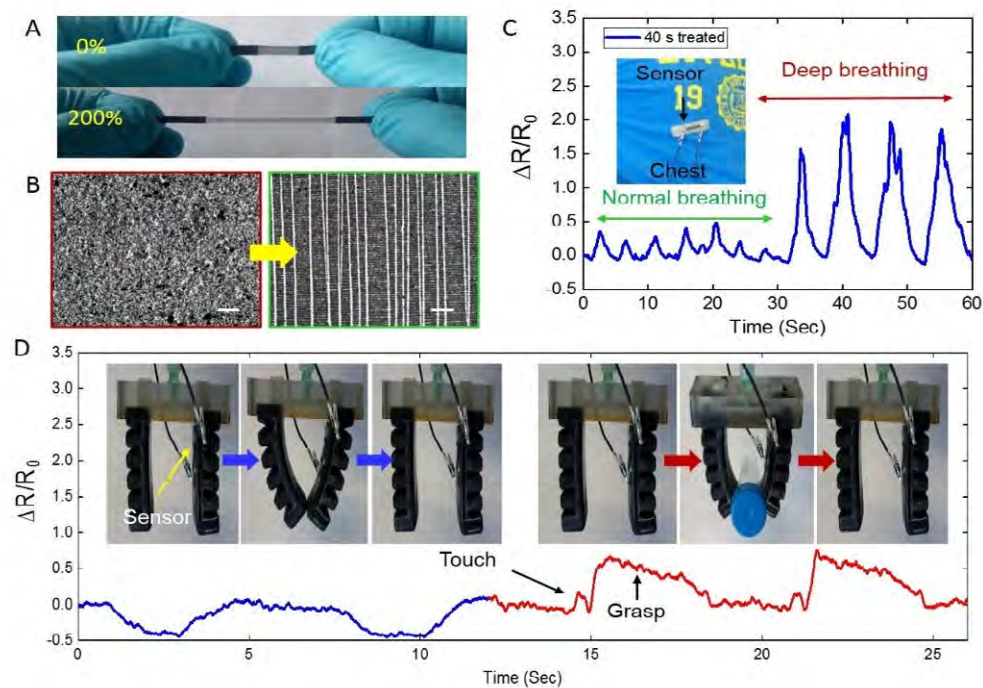 A
0%
200%
B
C
3.5
3.0
2.5
2.0
1.5
1.0
0.5
0.0
-0.5
ΔR/R₀
40 s treated
Sensor
19
Chest
Deep breathing
Normal breathing
0 10 20 30 40 50 60
Time (Sec)
D
3.5
3.0
2.5
2.0
1.5
1.0
0.5
0.0
-0.5
ΔR/R₀
Sensor
Touch
Grasp
0 5 10 15 20 25
Time (Sec)